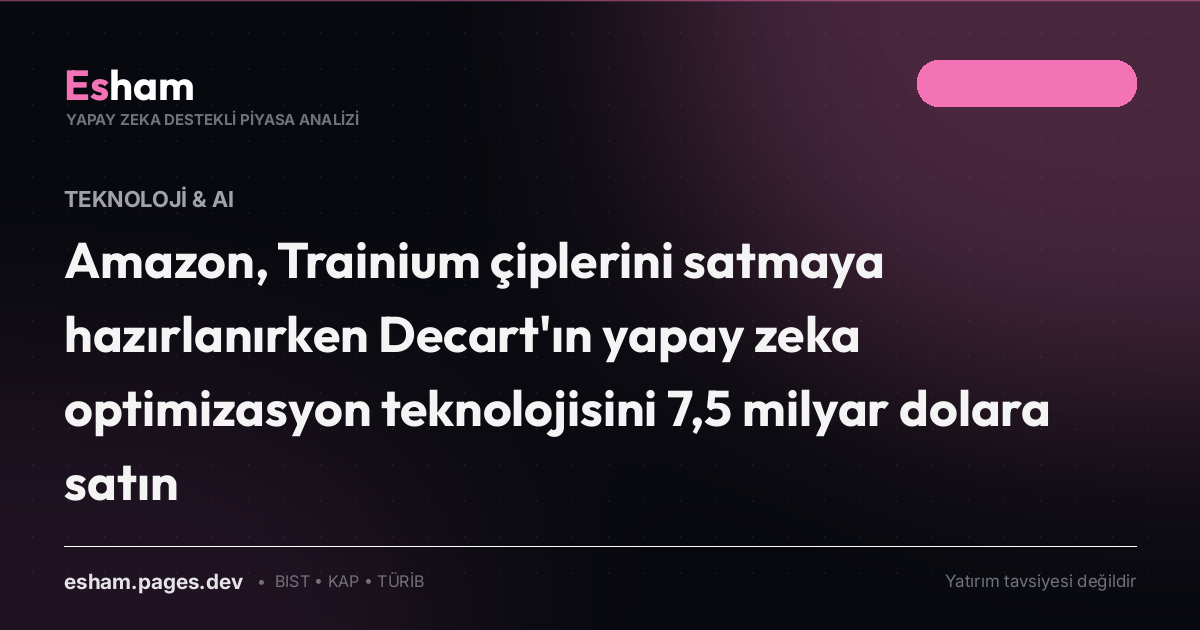 Esham
YAPAY ZEKA DESTEKLİ PİYASA ANALİZİ
TEKNOLOJİ & AI
Amazon, Trainium çiplerini satmaya
hazırlanırken Decart'ın yapay zeka
optimizasyon teknolojisini 7,5 milyar dolara
satın
esham.pages.dev • BIST • KAP • TÜRİB
Yatırım tavsiyesi değildir